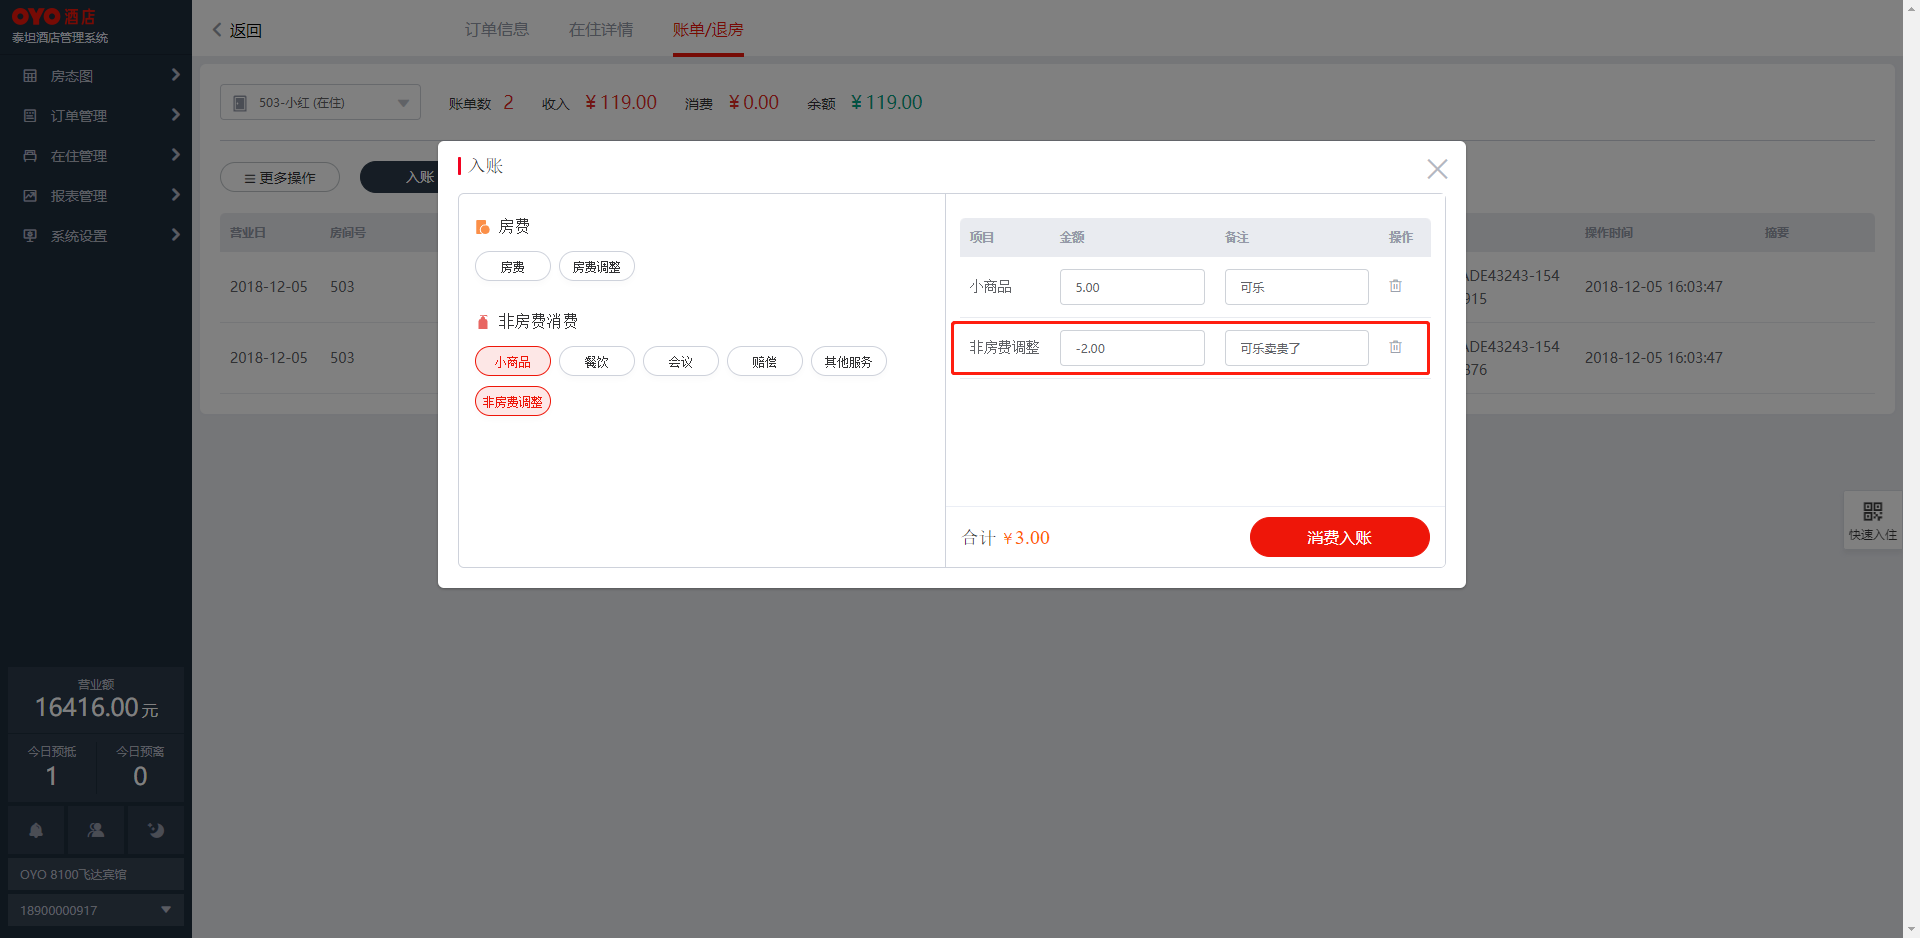 OYO 酒店
泰坦酒店管理系统
房态图
订单管理
在住管理
报表管理
系统设置
营业额
16416.00元
今日预抵 今日预离
1 0
OYO 8100飞达宾馆
18900000917
返回 订单信息 在住详情 账单/退房
503-小红 (在住) 账单数 2 收入 ¥119.00 消费 ¥0.00 余额 ¥119.00
更多操作 入账
营业日 房间号 操作时间 摘要
2018-12-05 503 ADE43243-154 2018-12-05 16:03:47
915
2018-12-05 503 ADE43243-154 2018-12-05 16:03:47
376
入账
房费
房费 房费调整
非房费消费
小商品 餐饮 会议 赔偿 其他服务
非房费调整
项目 金额 备注 操作
小商品 5.00 可乐
非房费调整 -2.00 可乐卖贵了
合计 ¥3.00 消费入账
快速入住